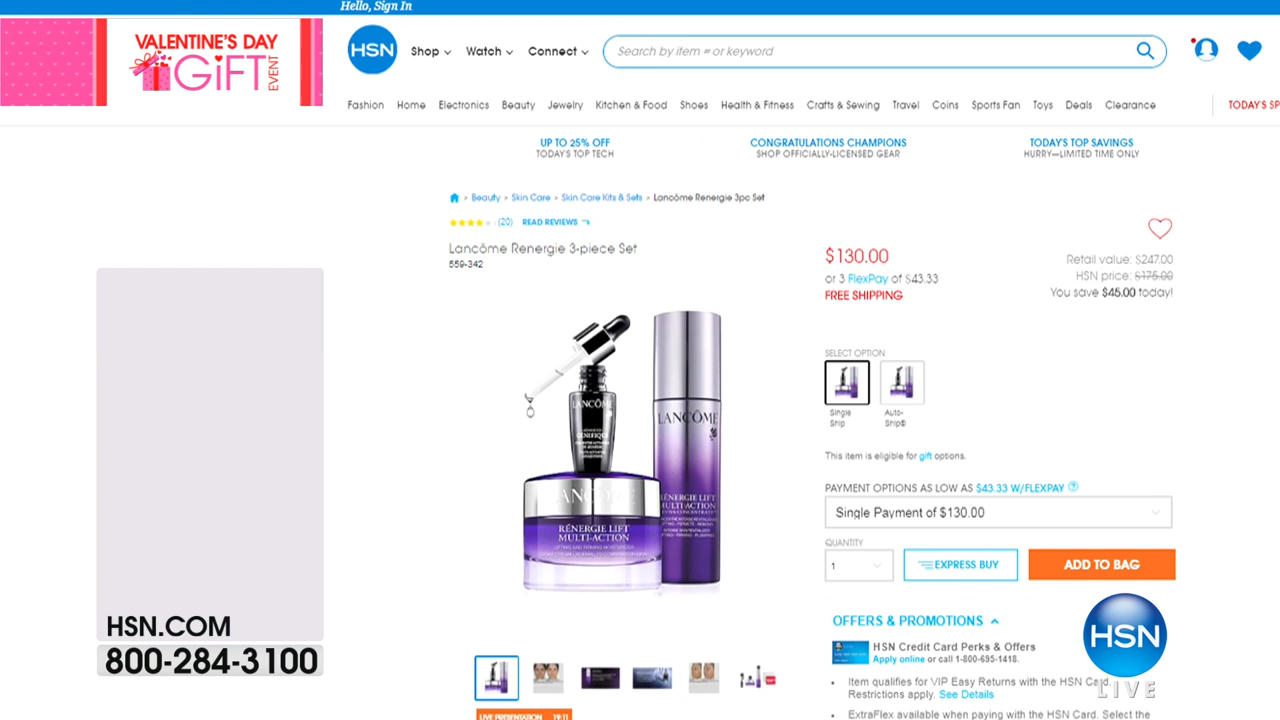 Hello, Sign In
VALENTINE'S DAY
GiFT EVENT
HSN
Shop
Watch
Connect
Search by item # or keyword
Fashion Home Electronics Beauty Jewelry Kitchen & Food Shoes Health & Fitness Crafts & Sewing Travel Coins Sports Fan Toys Deals Clearance
TODAY'S SP
UP TO 25% OFF
TODAY'S TOP TECH
CONGRATULATIONS CHAMPIONS
SHOP OFFICIALLY-LICENSED GEAR
TODAY'S TOP SAVINGS
HURRY—LIMITED TIME ONLY
> Beauty > Skin Care > Skin Care Kits & Sets > Lancôme Renergie 3pc Set
(20) READ REVIEWS
Lancôme Renergie 3-piece Set
559-342
$130.00
or 3 FlexPay of $43.33
FREE SHIPPING
Retail value: $247.00
HSN price: $175.00
You save $45.00 today!
LANCÔME
GÉNIFIQUE
LANCÔME
RÉNERGIE LIFT
MULTI-ACTION
LANCÔME
RÉNERGIE LIFT
MULTI-ACTION
SELECT OPTION
Single Ship
Auto-Ship®
This item is eligible for gift options.
PAYMENT OPTIONS AS LOW AS $43.33 W/FLEXPAY ?
Single Payment of $130.00
QUANTITY
1
EXPRESS BUY
ADD TO BAG
OFFERS & PROMOTIONS
HSN Credit Card Perks & Offers
Apply online or call 1-800-695-1418.
• Item qualifies for VIP Easy Returns with the HSN Card.
Restrictions apply. See Details
• ExtraFlex available when paying with the HSN Card. Select the
HSN
LIVE
HSN.COM
800-284-3100
LIVE PRESENTATION 19:11